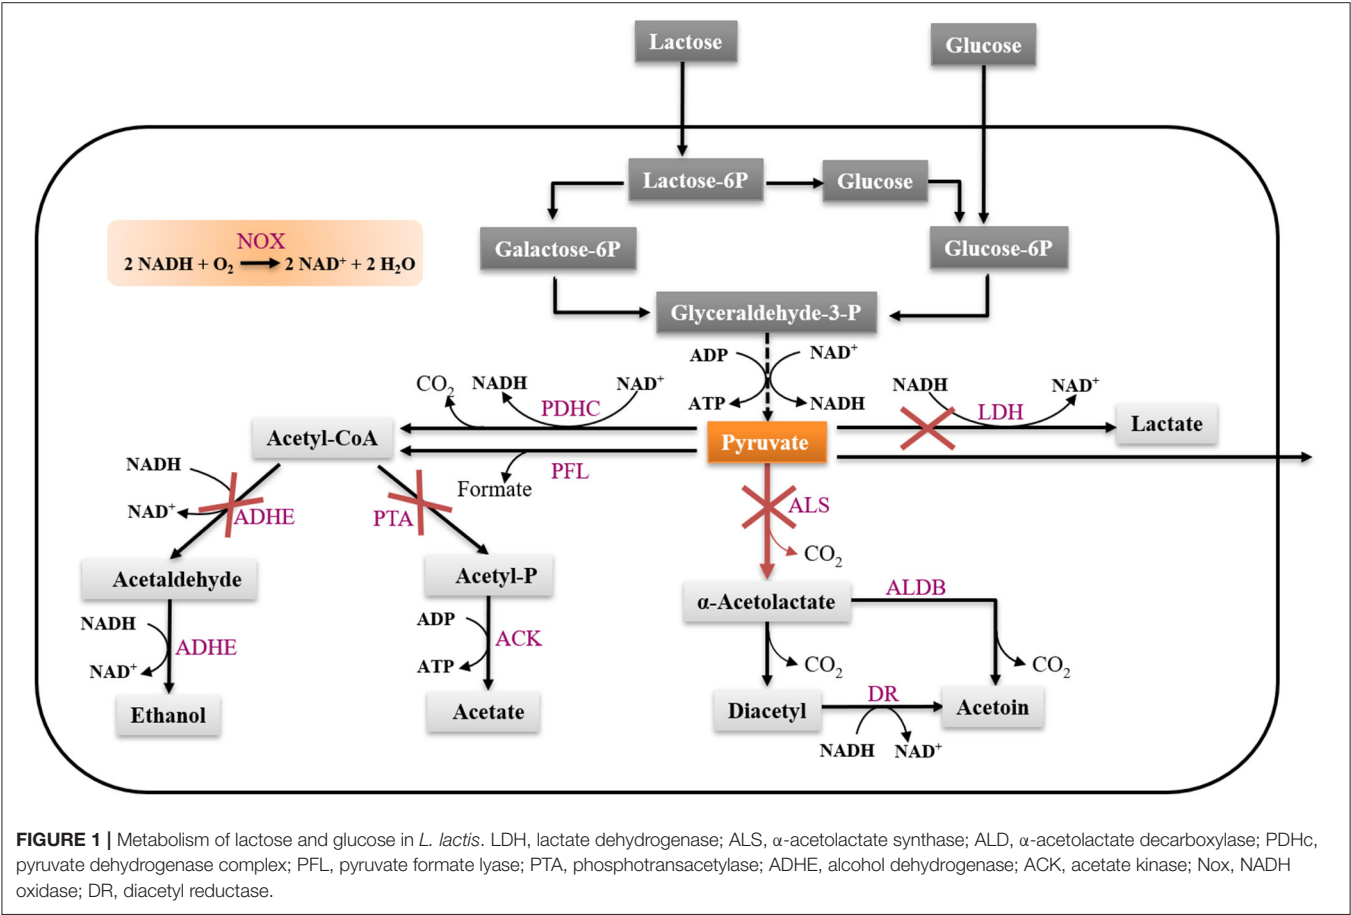 Lactose
Glucose
Lactose-6P
Glucose
NOX
2 NADH + O₂ 2 NAD⁺ + 2 H₂O
Galactose-6P
Glucose-6P
Glyceraldehyde-3-P
ADP
NAD⁺
ATP
NADH
CO₂
NADH
NAD⁺
PDHC
NADH
NAD⁺
LDH
Lactate
Acetyl-CoA
Pyruvate
NADH
PFL
Formate
NAD⁺
ADHE
PTA
ALS
CO₂
Acetaldehyde
Acetyl-P
α-Acetolactate
ALDB
NADH
ADHE
NAD⁺
ADP
ACK
ATP
CO₂
CO₂
Ethanol
Acetate
Diacetyl
DR
Acetoin
NADH
NAD⁺
FIGURE 1 | Metabolism of lactose and glucose in L. lactis. LDH, lactate dehydrogenase; ALS, α-acetolactate synthase; ALD, α-acetolactate decarboxylase; PDHc,
pyruvate dehydrogenase complex; PFL, pyruvate formate lyase; PTA, phosphotransacetylase; ADHE, alcohol dehydrogenase; ACK, acetate kinase; Nox, NADH
oxidase; DR, diacetyl reductase.